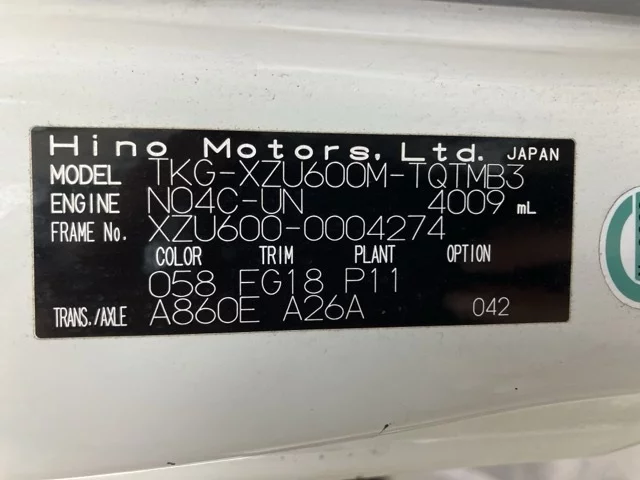 Hino Motors, Ltd. JAPAN
MODEL TKG-XZU600M-TQTMB3
ENGINE N04C-UN 4009 mL
FRAME No. XZU600-0004274
COLOR TRIM PLANT OPTION
058 FG18 P11
TRANS./AXLE A860E A26A 042